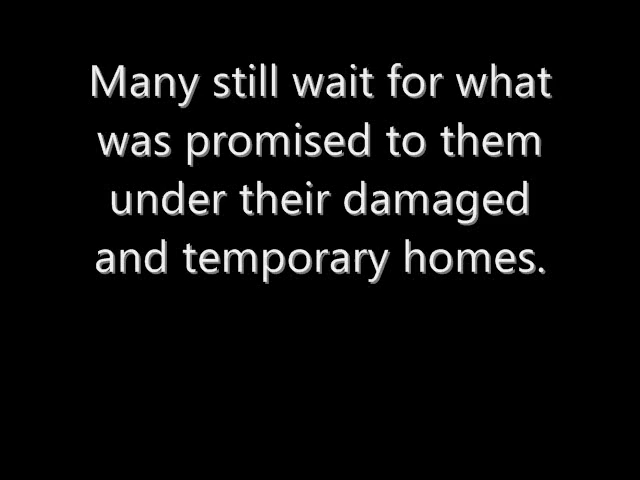 Many still wait for what
was promised to them
under their damaged
and temporary homes.